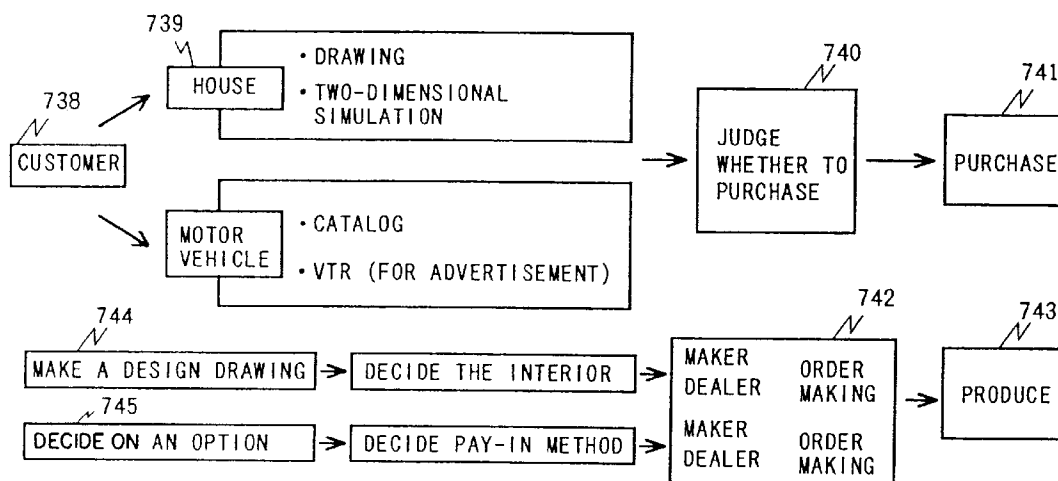 739
HOUSE
・DRAWING
・TWO-DIMENSIONAL
SIMULATION
738
CUSTOMER
MOTOR
VEHICLE
・CATALOG
・VTR (FOR ADVERTISEMENT)
740
JUDGE
WHETHER TO
PURCHASE
741
PURCHASE
744
MAKE A DESIGN DRAWING
DECIDE THE INTERIOR
745
DECIDE ON AN OPTION
DECIDE PAY-IN METHOD
742
MAKER ORDER
DEALER MAKING
MAKER ORDER
DEALER MAKING
743
PRODUCE